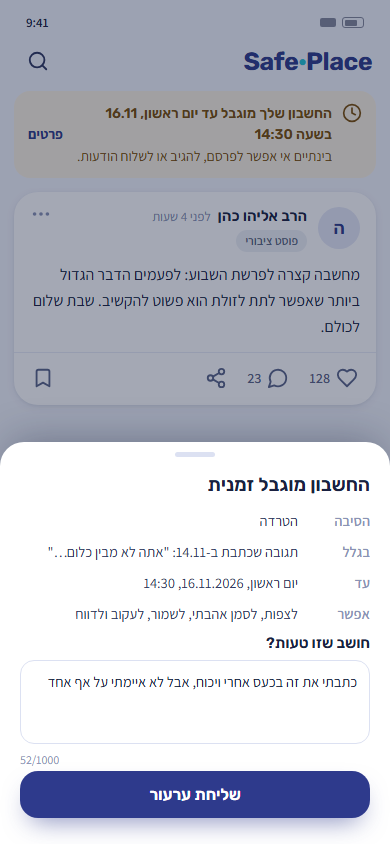 9:41
Safe•Place
החשבון שלך מוגבל עד יום ראשון, 16.11
בשעה 14:30
פרטים
בינתיים אי אפשר לפרסם, להגיב או לשלוח הודעות.
ה
הרב אליהו כהן לפני 4 שעות
פוסט ציבורי
מחשבה קצרה לפרשת השבוע: לפעמים הדבר הגדול
ביותר שאפשר לתת לזולת הוא פשוט להקשיב. שבת שלום
לכולם.
128 23
החשבון מוגבל זמנית
הסיבה הטרדה
בגלל תגובה שכתבת ב-14.11: "אתה לא מבין כלום…"
עד יום ראשון, 16.11.2026, 14:30
אפשר לצפות, לסמן אהבתי, לשמור, לעקוב ולדווח
חושב שזו טעות?
כתבתי את זה בכעס אחרי ויכוח, אבל לא איימתי על אף אחד
52/1000
שליחת ערעור